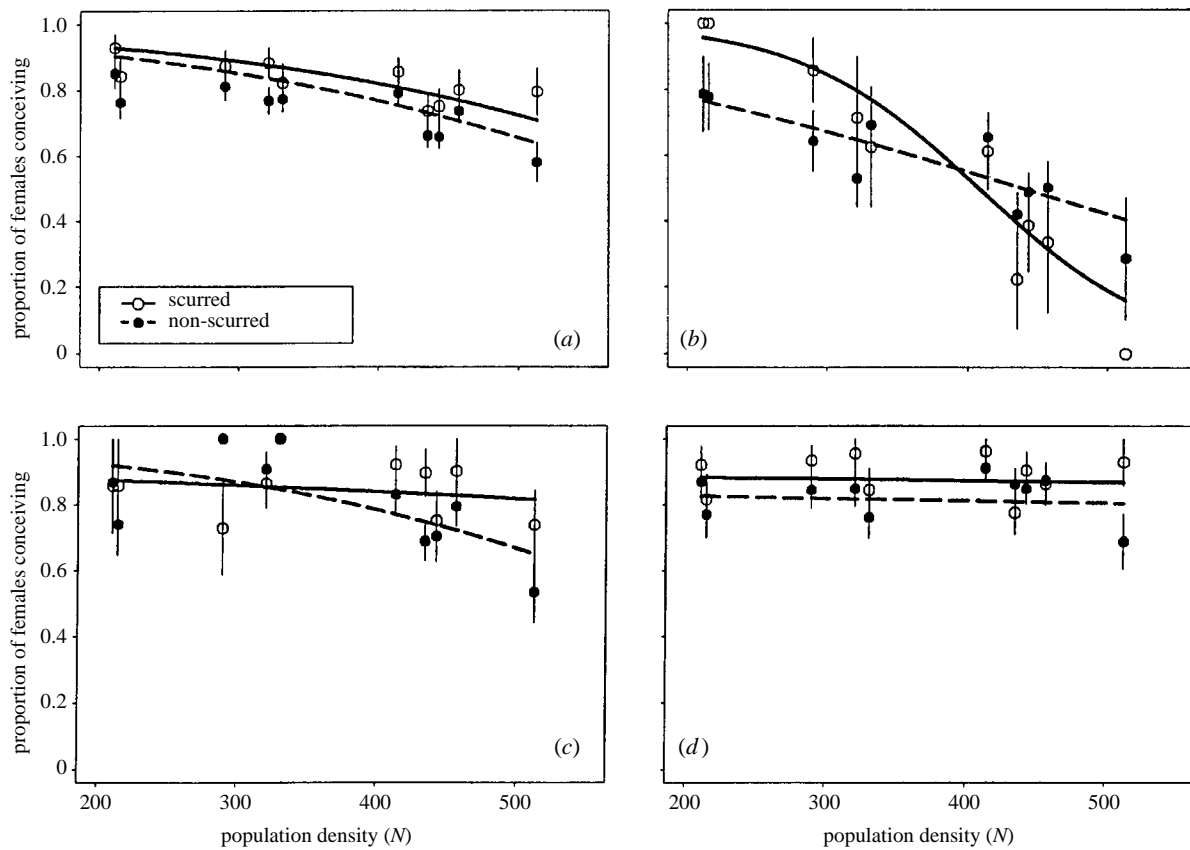 proportion of females conceiving
1.0
0.8
0.6
0.4
0.2
0
scurred
non-scurred
(a)
(b)
proportion of females conceiving
1.0
0.8
0.6
0.4
0.2
0
(c)
(d)
200
300
400
500
200
300
400
500
population density (N)
population density (N)